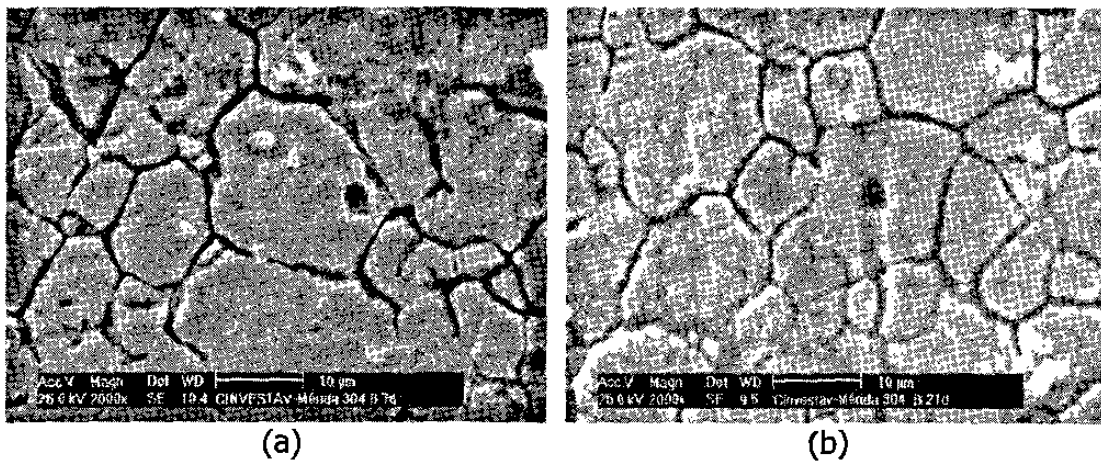 Acc.V Magn Det WD 10 µm
25.0 kV 2000x SE 10.4 CINVESTAV-Mérida 304 B 7d
Acc.V Magn Det WD 10 µm
25.0 kV 2000x SE 9.5 Cinvestav-Mérida 304 B 21d
(a)
(b)